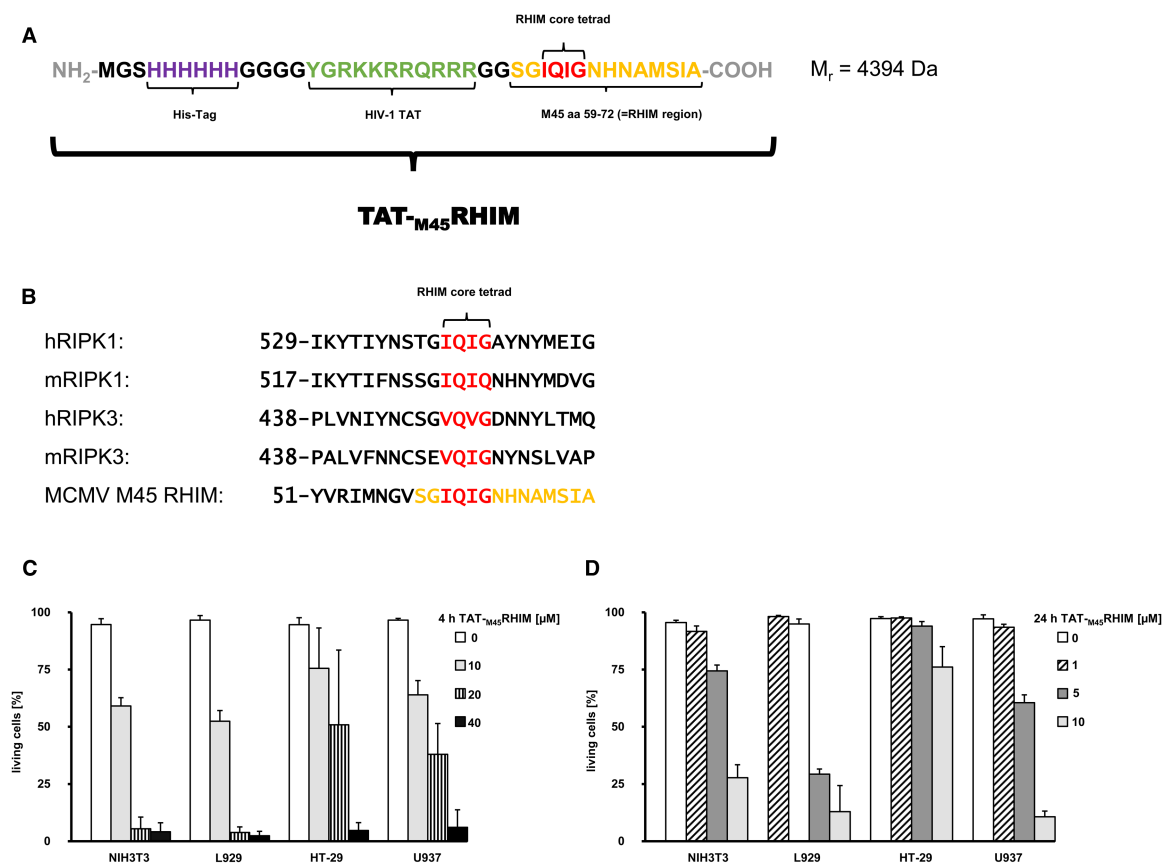 A
RHIM core tetrad
NH2-MGSHHHHHHGGGGYGRKKRRQRRRGGSGIQIGNHNAMSIA-COOH
Mr = 4394 Da
His-Tag
HIV-1 TAT
M45 aa 59-72 (=RHIM region)
TAT-M45RHIM
B
RHIM core tetrad
hRIPK1: 529-IKYTIYNSTGIQIGAYNYMEIG
mRIPK1: 517-IKYTIFNSSGIQIQNHNYMDVG
hRIPK3: 438-PLVNIYNCSGVQVGDNNYLTMQ
mRIPK3: 438-PALVFNNCSEVQIGNYNSLVAP
MCMV M45 RHIM: 51-YVRIMNGVSGIQIGNHNAMSIA
C
4 h TAT-M45RHIM [µM]
0
10
20
40
living cells [%]
100
75
50
25
0
NIH3T3 L929 HT-29 U937
D
24 h TAT-M45RHIM [µM]
0
1
5
10
living cells [%]
100
75
50
25
0
NIH3T3 L929 HT-29 U937